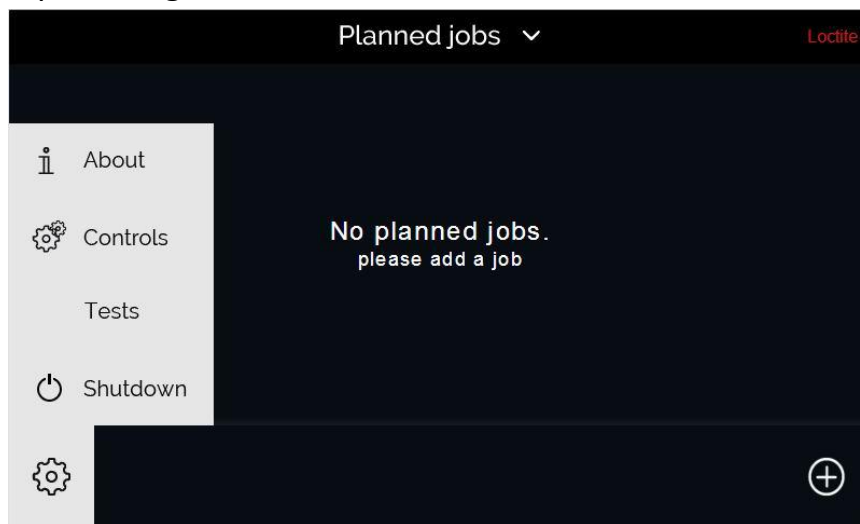 Planned jobs
Loctite
About
Controls
No planned jobs.
please add a job
Tests
Shutdown